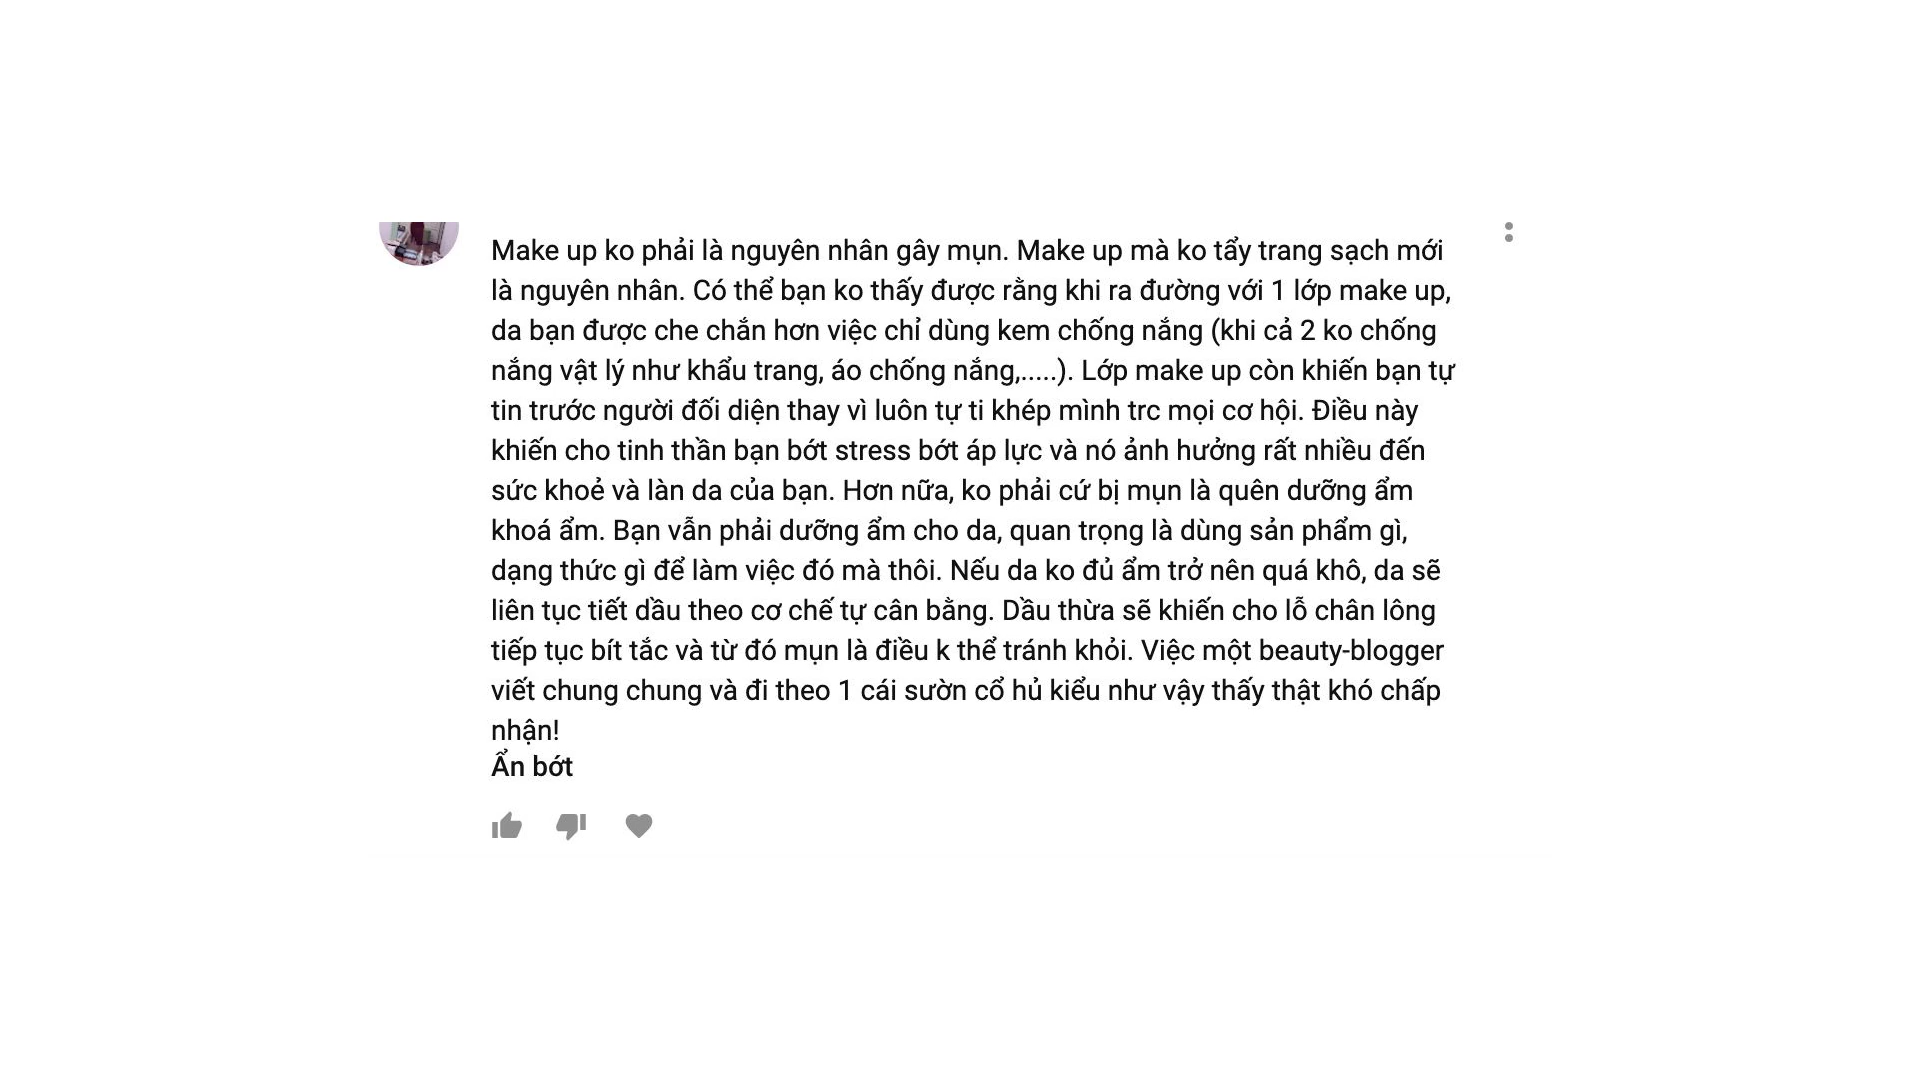 Make up ko phải là nguyên nhân gây mụn. Make up mà ko tẩy trang sạch mới
là nguyên nhân. Có thể bạn ko thấy được rằng khi ra đường với 1 lớp make up,
da bạn được che chắn hơn việc chỉ dùng kem chống nắng (khi cả 2 ko chống
nắng vật lý như khẩu trang, áo chống nắng,.....). Lớp make up còn khiến bạn tự
tin trước người đối diện thay vì luôn tự ti khép mình trc mọi cơ hội. Điều này
khiến cho tinh thần bạn bớt stress bớt áp lực và nó ảnh hưởng rất nhiều đến
sức khoẻ và làn da của bạn. Hơn nữa, ko phải cứ bị mụn là quên dưỡng ẩm
khoá ẩm. Bạn vẫn phải dưỡng ẩm cho da, quan trọng là dùng sản phẩm gì,
dạng thức gì để làm việc đó mà thôi. Nếu da ko đủ ẩm trở nên quá khô, da sẽ
liên tục tiết dầu theo cơ chế tự cân bằng. Dầu thừa sẽ khiến cho lỗ chân lông
tiếp tục bít tắc và từ đó mụn là điều k thể tránh khỏi. Việc một beauty-blogger
viết chung chung và đi theo 1 cái sườn cổ hủ kiểu như vậy thấy thật khó chấp
nhận!
Ẩn bớt